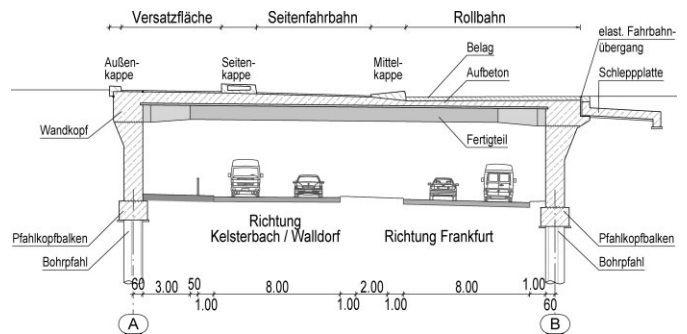 Versatzfläche
Seitenfahrbahn
Rollbahn
Außen-
kappe
Seiten-
kappe
Mittel-
kappe
Belag
Aufbeton
elast. Fahrbahn-
übergang
Schleppplatte
Wandkopf
Fertigteil
Richtung
Kelsterbach / Walldorf
Richtung Frankfurt
Pfahlkopfbalken
Bohrpfahl
Pfahlkopfbalken
Bohrpfahl
60 3.00 50 1.00 8.00 1.00 2.00 1.00 8.00 1.00 60
A B